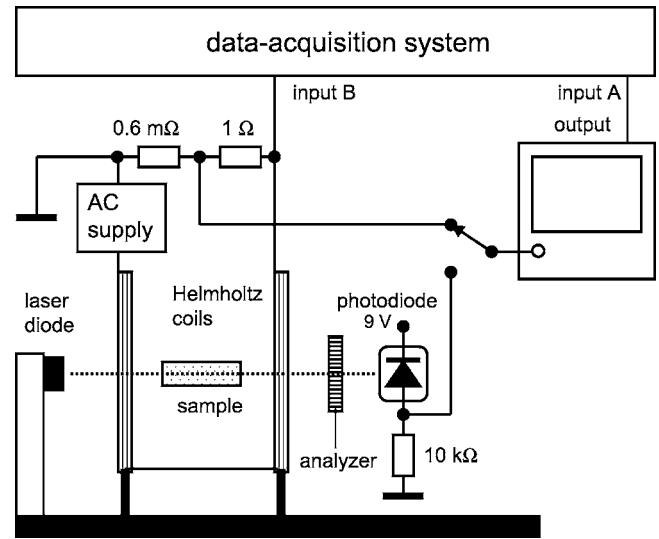 data-acquisition system
input B
input A
output
0.6 mΩ
1 Ω
AC
supply
laser
diode
Helmholtz
coils
photodiode
9 V
sample
analyzer
10 kΩ